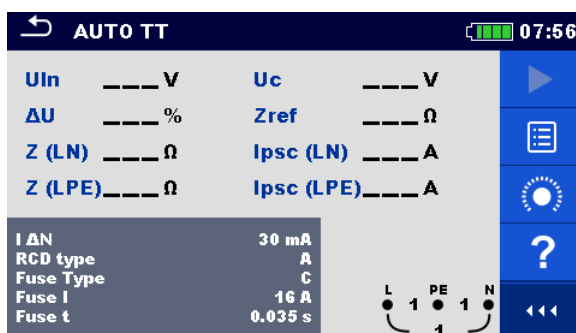 AUTO TT 07:56
Uln ___V Uc ___V
ΔU ___% Zref ___Ω
Z (LN) ___Ω Ipsc (LN) ___A
Z (LPE)___Ω Ipsc (LPE)___A
I ΔN 30 mA
RCD type A
Fuse Type C
Fuse I 16 A
Fuse t 0.035 s
L PE N
1 1
1
?